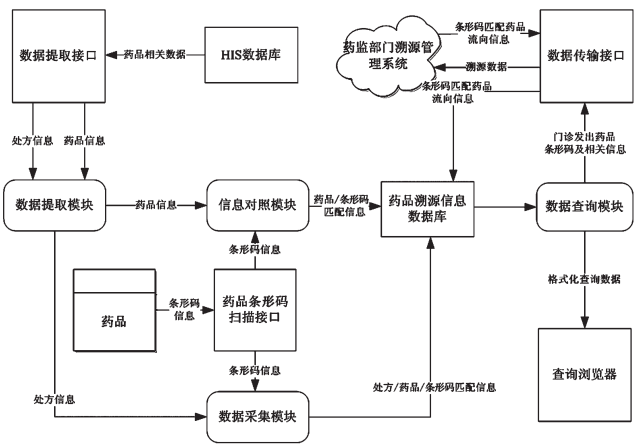 数据提取接口
药品相关数据
HIS数据库
药监部门溯源管
理系统
条形码匹配药品
流向信息
溯源数据
条形码匹配药品
流向信息
数据传输接口
处方信息
药品信息
门诊发出药品
条形码及相关信息
数据提取模块
药品信息
信息对照模块
药品/条形码
匹配信息
药品溯源信息
数据库
数据查询模块
条形码信息
药品
条形码
信息
药品条形码
扫描接口
格式化查询数据
条形码信息
查询浏览器
处方信息
数据采集模块
处方/药品/条形码匹配信息